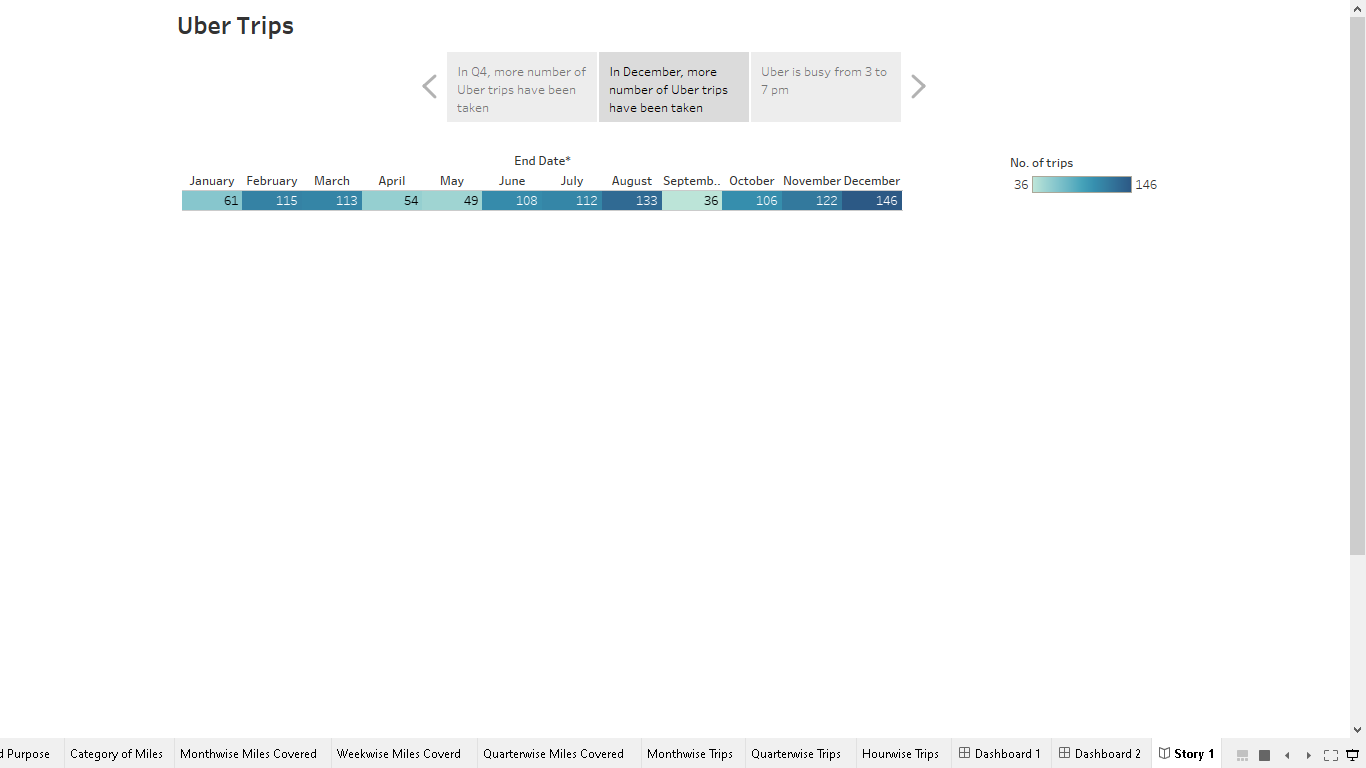 Uber Trips
In Q4, more number of
Uber trips have been
taken
In December, more
number of Uber trips
have been taken
Uber is busy from 3 to
7 pm
End Date*
January February March April May June July August Septemb.. October November December
61 115 113 54 49 108 112 133 36 106 122 146
No. of trips
36 146
d Purpose Category of Miles Monthwise Miles Covered Weekwise Miles Coverd Quarterwise Miles Covered Monthwise Trips Quarterwise Trips Hourwise Trips Dashboard 1 Dashboard 2 Story 1